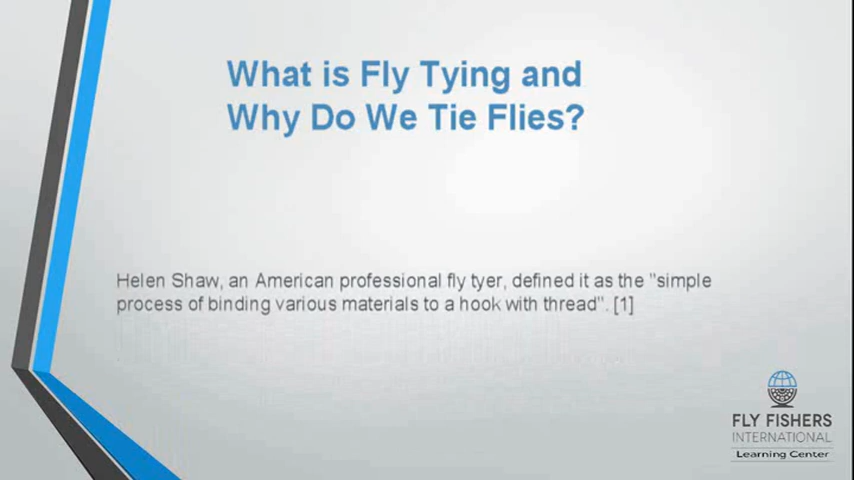 What is Fly Tying and
Why Do We Tie Flies?
Helen Shaw, an American professional fly tyer, defined it as the "simple
process of binding various materials to a hook with thread". [1]
FLY FISHERS
INTERNATIONAL
Learning Center